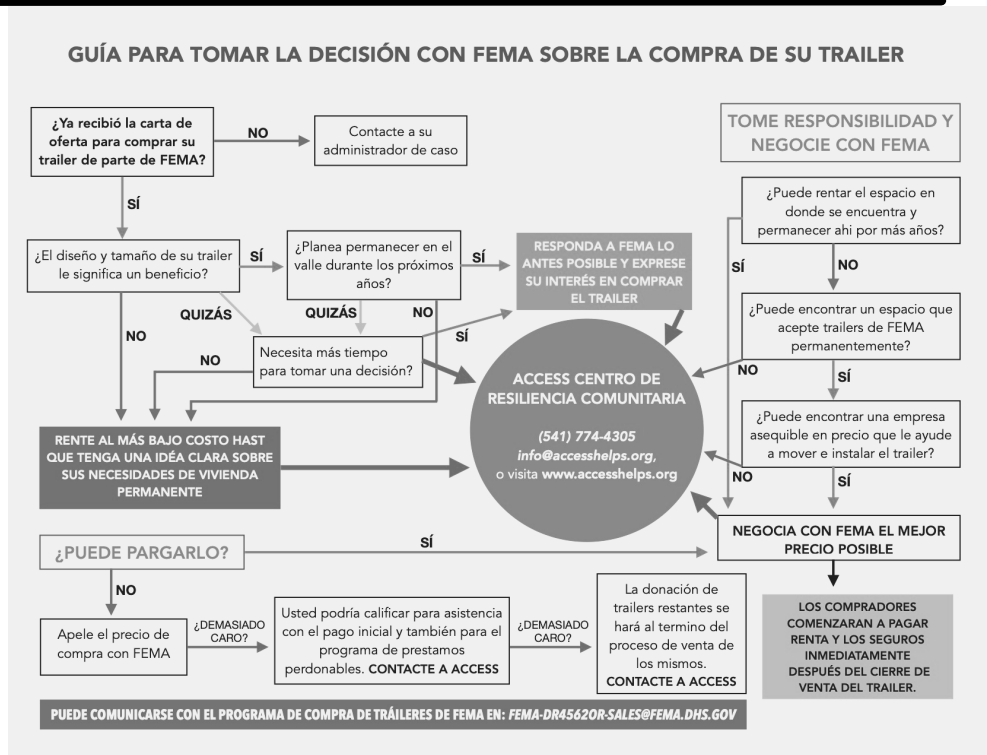 GUÍA PARA TOMAR LA DECISIÓN CON FEMA SOBRE LA COMPRA DE SU TRAILER
¿Ya recibió la carta de
oferta para comprar su
trailer de parte de FEMA?
NO
Contacte a su
administrador de caso
SÍ
¿El diseño y tamaño de su trailer
le significa un beneficio?
SÍ
¿Planea permanecer en el
valle durante los próximos
años?
SÍ
RESPONDA A FEMA LO
ANTES POSIBLE Y EXPRESE
SU INTERÉS EN COMPRAR
EL TRAILER
QUIZÁS
QUIZÁS
NO
SÍ
NO
NO
Necesita más tiempo
para tomar una decisión?
RENTE AL MÁS BAJO COSTO HAST
QUE TENGA UNA IDÉA CLARA SOBRE
SUS NECESIDADES DE VIVIENDA
PERMANENTE
ACCESS CENTRO DE
RESILIENCIA COMUNITARIA
(541) 774-4305
info@accesshelps.org,
o visita www.accesshelps.org
TOME RESPONSIBILIDAD Y
NEGOCIE CON FEMA
¿Puede rentar el espacio en
donde se encuentra y
permanecer ahi por más años?
SÍ
NO
¿Puede encontrar un espacio que
acepte trailers de FEMA
permanentemente?
NO
SÍ
¿Puede encontrar una empresa
asequible en precio que le ayude
a mover e instalar el trailer?
NO
SÍ
NEGOCIA CON FEMA EL MEJOR
PRECIO POSIBLE
LOS COMPRADORES
COMENZARAN A PAGAR
RENTA Y LOS SEGUROS
INMEDIATAMENTE
DESPUÉS DEL CIERRE DE
VENTA DEL TRAILER.
¿PUEDE PARGARLO?
SÍ
NO
Apele el precio de
compra con FEMA
¿DEMASIADO
CARO?
Usted podría calificar para asistencia
con el pago inicial y también para el
programa de prestamos
perdonables. CONTACTE A ACCESS
¿DEMASIADO
CARO?
La donación de
trailers restantes se
hará al termino del
proceso de venta de
los mismos.
CONTACTE A ACCESS
PUEDE COMUNICARSE CON EL PROGRAMA DE COMPRA DE TRÁILERES DE FEMA EN: FEMA-DR4562OR-SALES@FEMA.DHS.GOV